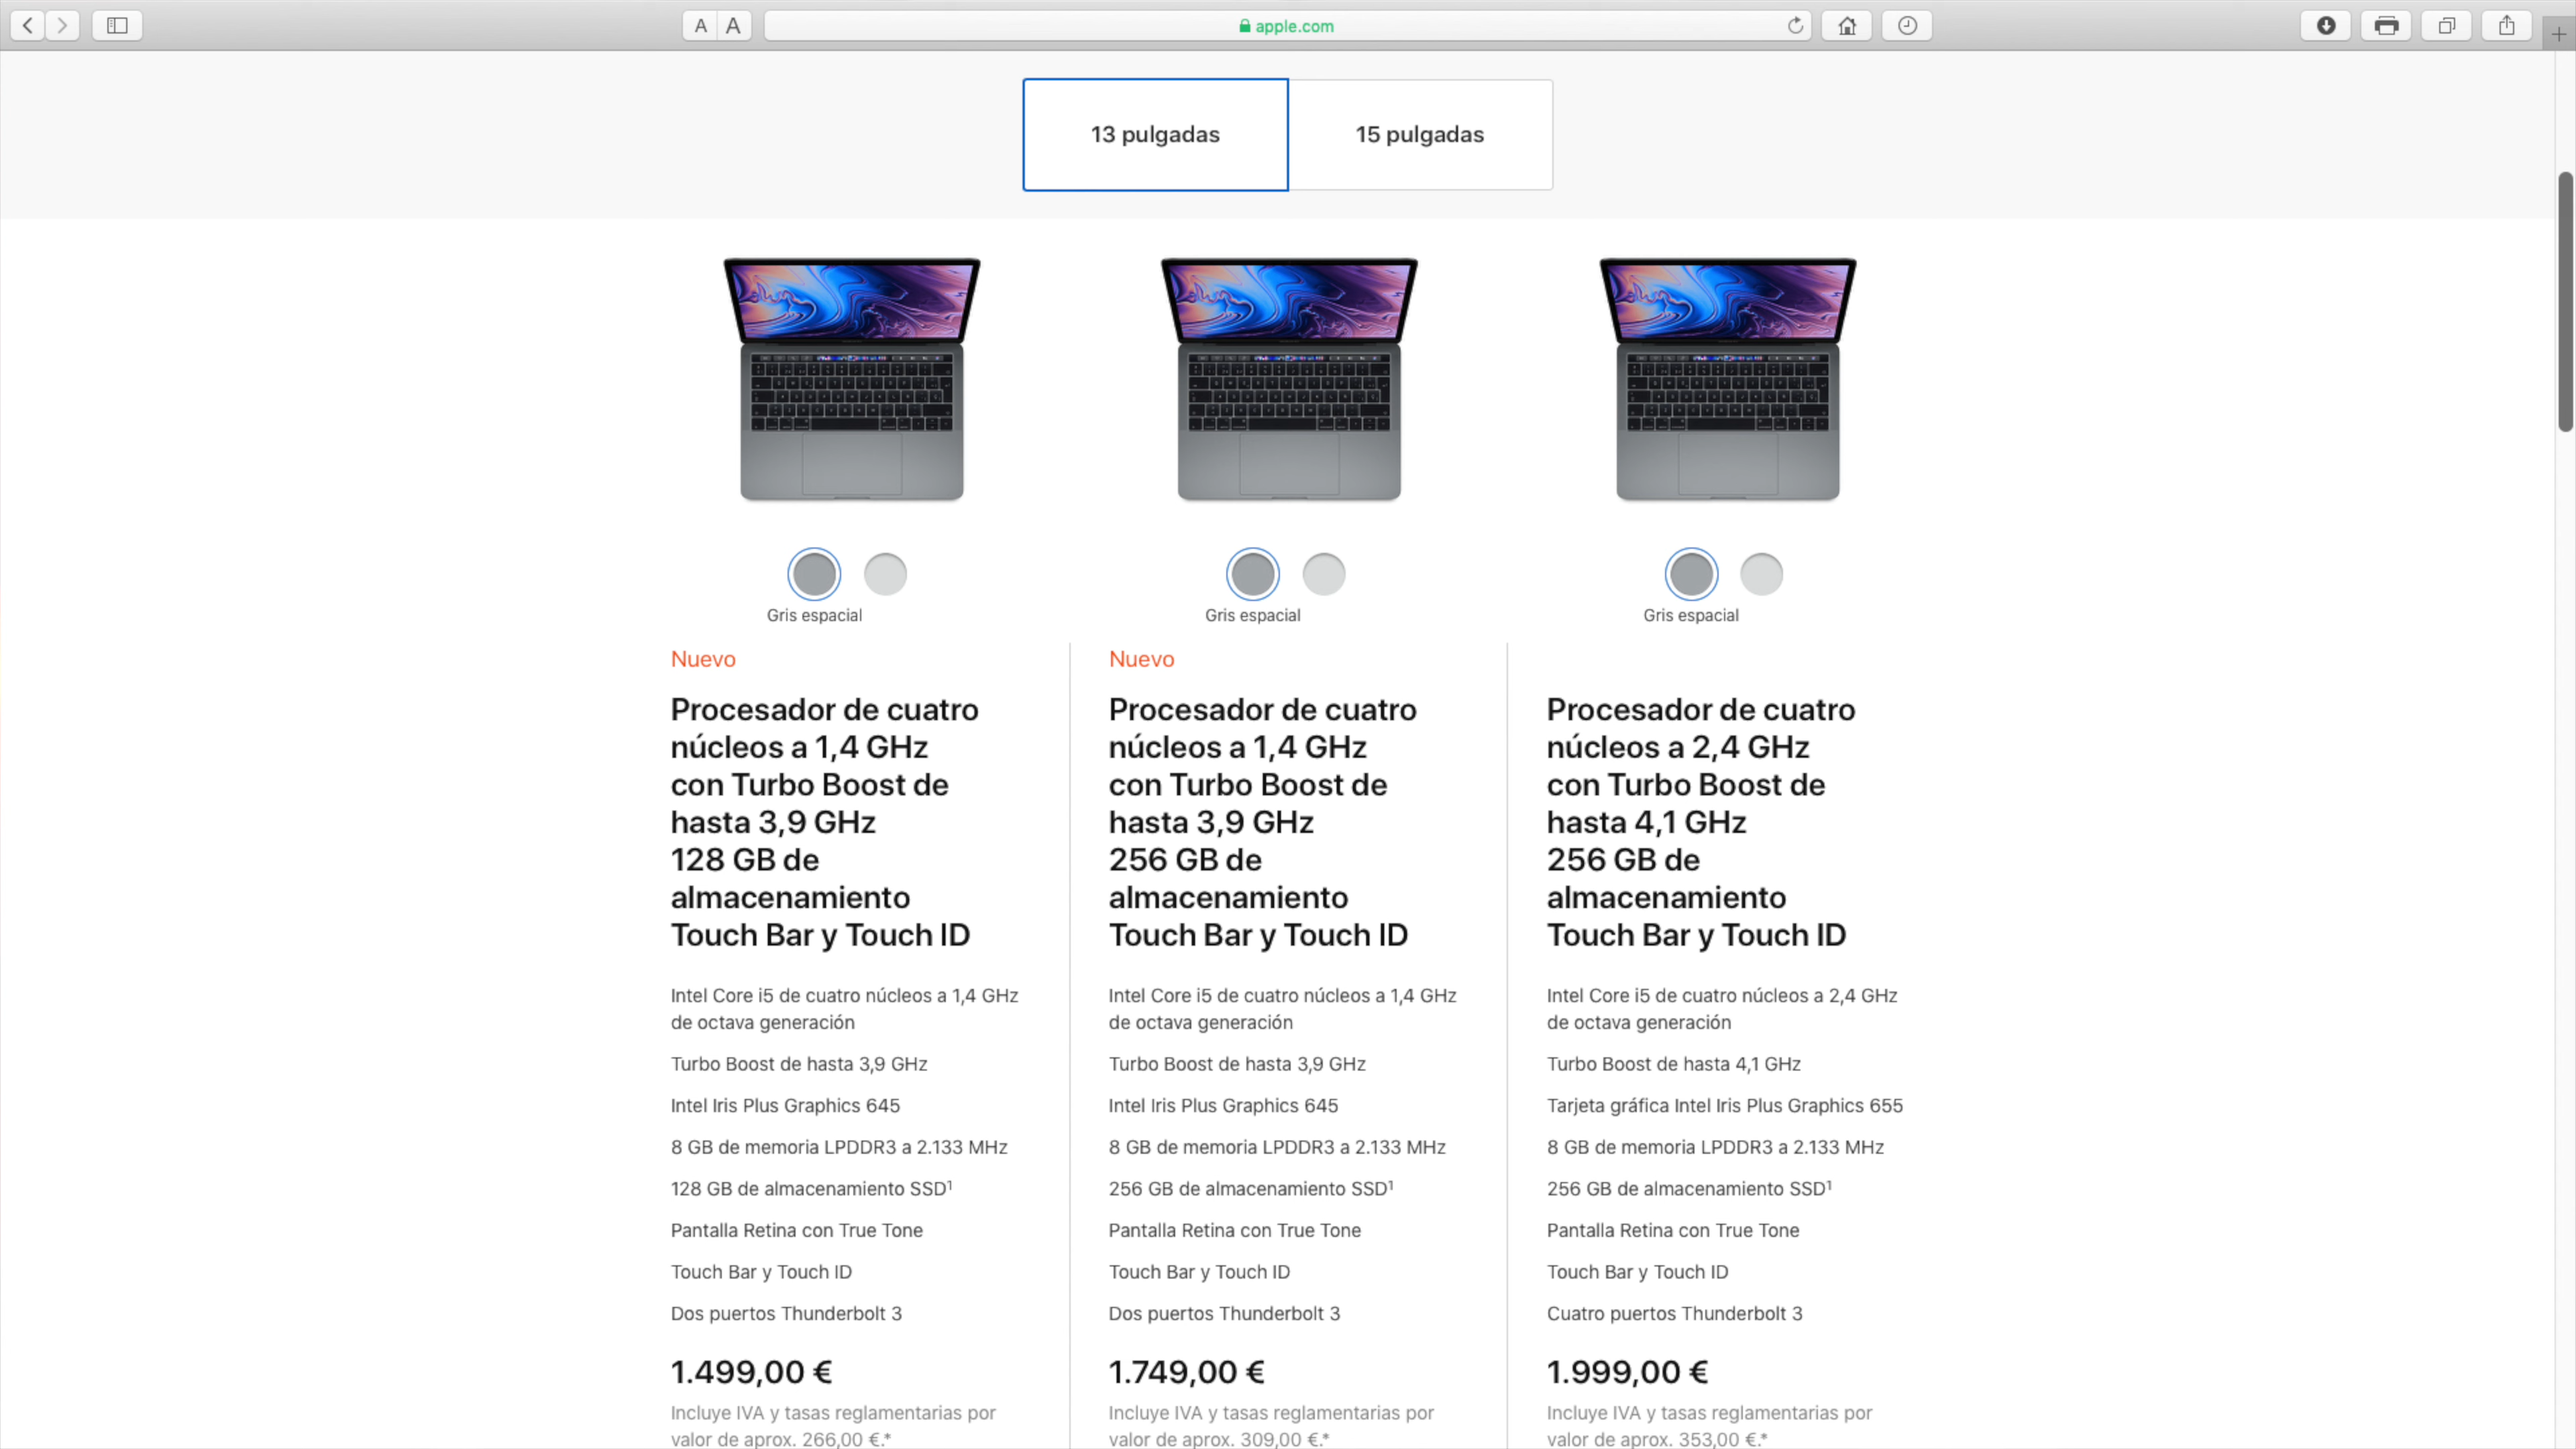 A A
apple.com
13 pulgadas
15 pulgadas
Gris espacial
Gris espacial
Gris espacial
Nuevo
Procesador de cuatro
núcleos a 1,4 GHz
con Turbo Boost de
hasta 3,9 GHz
128 GB de
almacenamiento
Touch Bar y Touch ID
Intel Core i5 de cuatro núcleos a 1,4 GHz
de octava generación
Turbo Boost de hasta 3,9 GHz
Intel Iris Plus Graphics 645
8 GB de memoria LPDDR3 a 2.133 MHz
128 GB de almacenamiento SSD¹
Pantalla Retina con True Tone
Touch Bar y Touch ID
Dos puertos Thunderbolt 3
1.499,00 €
Incluye IVA y tasas reglamentarias por
valor de aprox. 266,00 €.*
Nuevo
Procesador de cuatro
núcleos a 1,4 GHz
con Turbo Boost de
hasta 3,9 GHz
256 GB de
almacenamiento
Touch Bar y Touch ID
Intel Core i5 de cuatro núcleos a 1,4 GHz
de octava generación
Turbo Boost de hasta 3,9 GHz
Intel Iris Plus Graphics 645
8 GB de memoria LPDDR3 a 2.133 MHz
256 GB de almacenamiento SSD¹
Pantalla Retina con True Tone
Touch Bar y Touch ID
Dos puertos Thunderbolt 3
1.749,00 €
Incluye IVA y tasas reglamentarias por
valor de aprox. 309,00 €.*
Procesador de cuatro
núcleos a 2,4 GHz
con Turbo Boost de
hasta 4,1 GHz
256 GB de
almacenamiento
Touch Bar y Touch ID
Intel Core i5 de cuatro núcleos a 2,4 GHz
de octava generación
Turbo Boost de hasta 4,1 GHz
Tarjeta gráfica Intel Iris Plus Graphics 655
8 GB de memoria LPDDR3 a 2.133 MHz
256 GB de almacenamiento SSD¹
Pantalla Retina con True Tone
Touch Bar y Touch ID
Cuatro puertos Thunderbolt 3
1.999,00 €
Incluye IVA y tasas reglamentarias por
valor de aprox. 353,00 €.*